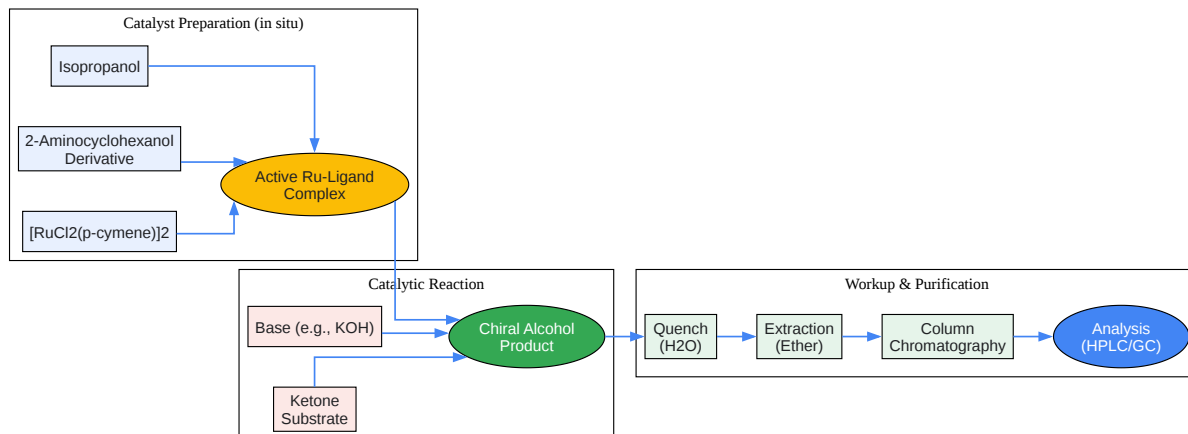 Catalyst Preparation (in situ)
Isopropanol
2-Aminocyclohexanol
Derivative
Active Ru-Ligand
Complex
[RuCl2(p-cymene)]2
Catalytic Reaction
Base (e.g., KOH)
Chiral Alcohol
Product
Ketone
Substrate
Workup & Purification
Quench
(H2O)
Extraction
(Ether)
Column
Chromatography
Analysis
(HPLC/GC)